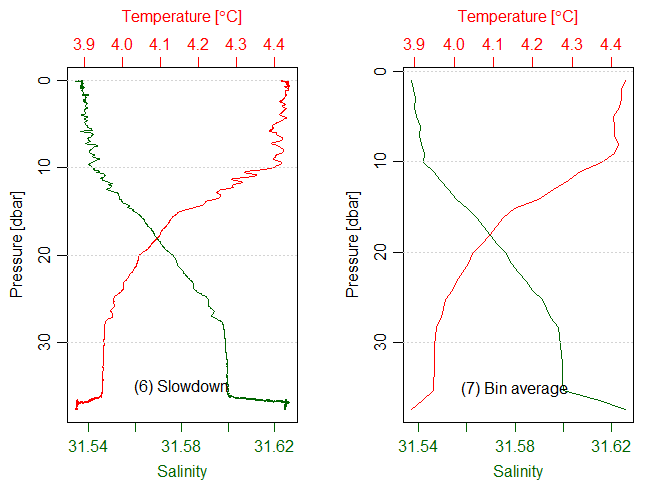 Temperature [°C]
3.9 4.0 4.1 4.2 4.3 4.4
0
10
20
30
Pressure [dbar]
(6) Slowdown
31.54 31.58 31.62
Salinity
Temperature [°C]
3.9 4.0 4.1 4.2 4.3 4.4
0
10
20
30
Pressure [dbar]
(7) Bin average
31.54 31.58 31.62
Salinity